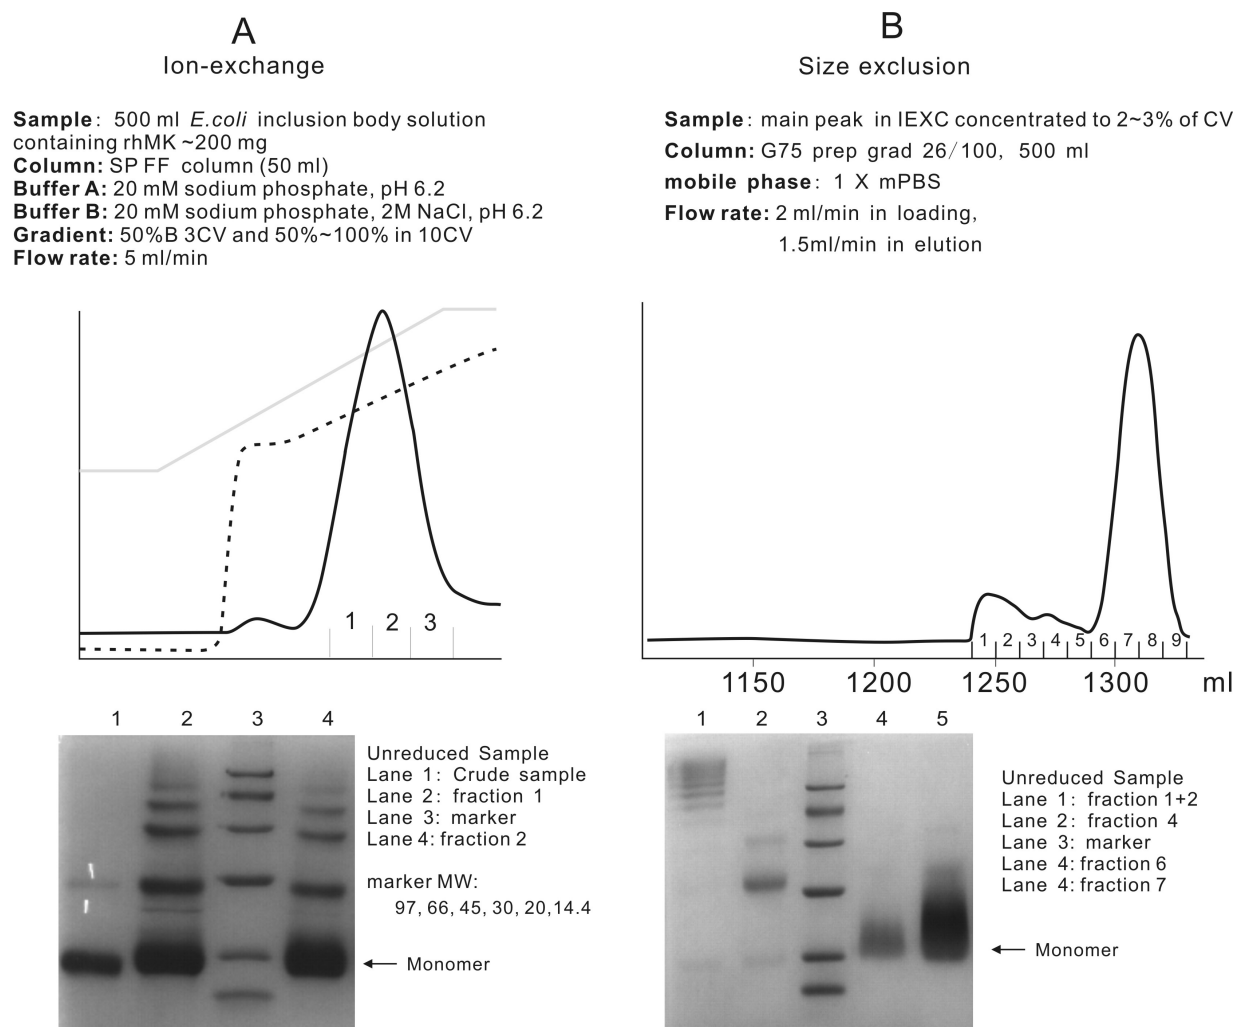 A
Ion-exchange
Sample: 500 ml E.coli inclusion body solution
containing rhMK ~200 mg
Column: SP FF column (50 ml)
Buffer A: 20 mM sodium phosphate, pH 6.2
Buffer B: 20 mM sodium phosphate, 2M NaCl, pH 6.2
Gradient: 50%B 3CV and 50%~100% in 10CV
Flow rate: 5 ml/min
1 2 3
1 2 3 4
Unreduced Sample
Lane 1: Crude sample
Lane 2: fraction 1
Lane 3: marker
Lane 4: fraction 2
marker MW:
97, 66, 45, 30, 20,14.4
Monomer
B
Size exclusion
Sample: main peak in IEXC concentrated to 2~3% of CV
Column: G75 prep grad 26/100, 500 ml
mobile phase: 1 X mPBS
Flow rate: 2 ml/min in loading,
1.5ml/min in elution
1 2 3 4 5 6 7 8 9
1150 1200 1250 1300 ml
1 2 3 4 5
Unreduced Sample
Lane 1: fraction 1+2
Lane 2: fraction 4
Lane 3: marker
Lane 4: fraction 6
Lane 4: fraction 7
Monomer